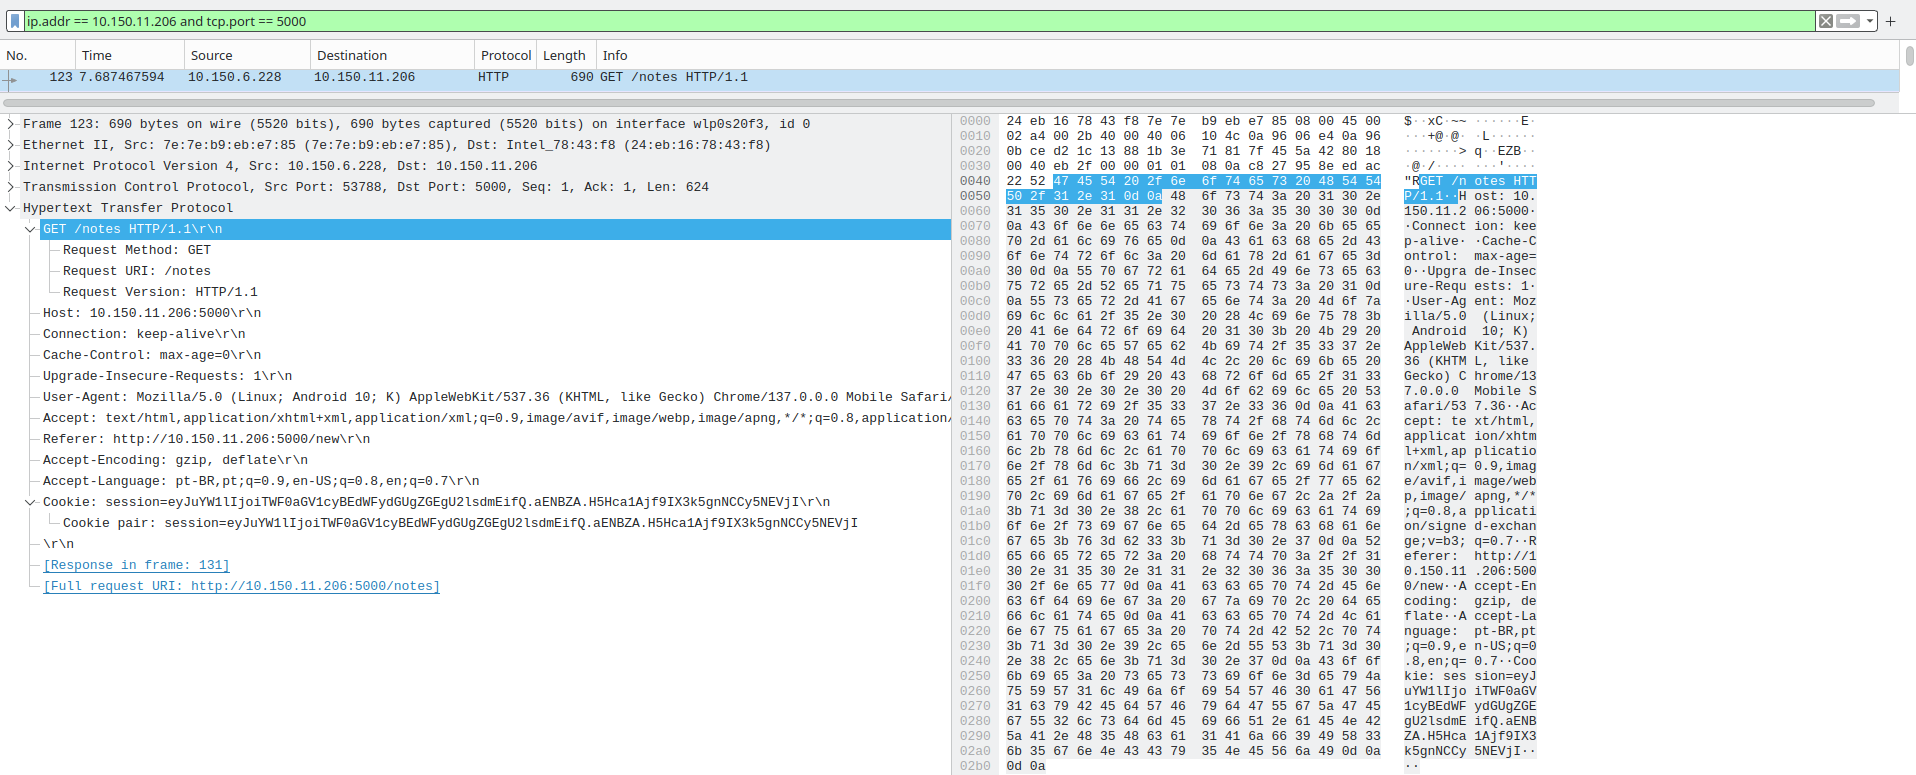 ip.addr == 10.150.11.206 and tcp.port == 5000
No. Time Source Destination Protocol Length Info
123 7.687467594 10.150.6.228 10.150.11.206 HTTP 690 GET /notes HTTP/1.1
Frame 123: 690 bytes on wire (5520 bits), 690 bytes captured (5520 bits) on interface wlp0s20f3, id 0
Ethernet II, Src: 7e:7e:b9:eb:e7:85 (7e:7e:b9:eb:e7:85), Dst: Intel_78:43:f8 (24:eb:16:78:43:f8)
Internet Protocol Version 4, Src: 10.150.6.228, Dst: 10.150.11.206
Transmission Control Protocol, Src Port: 53788, Dst Port: 5000, Seq: 1, Ack: 1, Len: 624
Hypertext Transfer Protocol
GET /notes HTTP/1.1\r\n
Request Method: GET
Request URI: /notes
Request Version: HTTP/1.1
Host: 10.150.11.206:5000\r\n
Connection: keep-alive\r\n
Cache-Control: max-age=0\r\n
Upgrade-Insecure-Requests: 1\r\n
User-Agent: Mozilla/5.0 (Linux; Android 10; K) AppleWebKit/537.36 (KHTML, like Gecko) Chrome/137.0.0.0 Mobile Safari/
Accept: text/html,application/xhtml+xml,application/xml;q=0.9,image/avif,image/webp,image/apng,*/*;q=0.8,application/
Referer: http://10.150.11.206:5000/new\r\n
Accept-Encoding: gzip, deflate\r\n
Accept-Language: pt-BR,pt;q=0.9,en-US;q=0.8,en;q=0.7\r\n
Cookie: session=eyJuYW1lIjoiTWF0aGV1cyBEdWFydGUgZGEgU2lsdmEifQ.aENBZA.H5Hca1Ajf9IX3k5gnNCCy5NEVjI\r\n
Cookie pair: session=eyJuYW1lIjoiTWF0aGV1cyBEdWFydGUgZGEgU2lsdmEifQ.aENBZA.H5Hca1Ajf9IX3k5gnNCCy5NEVjI
\r\n
[Response in frame: 131]
[Full request URI: http://10.150.11.206:5000/notes]
0000 24 eb 16 78 43 f8 7e 7e b9 eb e7 85 08 00 45 00 $··xC·~~ ······E·
0010 02 a4 00 2b 40 00 40 06 10 4c 0a 96 06 e4 0a 96 ···+@·@· ·L······
0020 0b ce d2 1c 13 88 1b 3e 71 81 7f 45 5a 42 80 18 ·······> q··EZB··
0030 00 40 eb 2f 00 00 01 01 08 0a c8 27 95 8e ed ac ·@·/···· ···'····
0040 22 52 47 45 54 20 2f 6e 6f 74 65 73 20 48 54 54 "RGET /n otes HTT
0050 50 2f 31 2e 31 0d 0a 48 6f 73 74 3a 20 31 30 2e P/1.1··H ost: 10.
0060 31 35 30 2e 31 31 2e 32 30 36 3a 35 30 30 30 0d 150.11.2 06:5000·
0070 0a 43 6f 6e 6e 65 63 74 69 6f 6e 3a 20 6b 65 65 ·Connect ion: kee
0080 70 2d 61 6c 69 76 65 0d 0a 43 61 63 68 65 2d 43 p-alive· ·Cache-C
0090 6f 6e 74 72 6f 6c 3a 20 6d 61 78 2d 61 67 65 3d ontrol: max-age=
00a0 30 0d 0a 55 70 67 72 61 64 65 2d 49 6e 73 65 63 0··Upgra de-Insec
00b0 75 72 65 2d 52 65 71 75 65 73 74 73 3a 20 31 0d ure-Requ ests: 1·
00c0 0a 55 73 65 72 2d 41 67 65 6e 74 3a 20 4d 6f 7a ·User-Ag ent: Moz
00d0 69 6c 6c 61 2f 35 2e 30 20 28 4c 69 6e 75 78 3b illa/5.0 (Linux;
00e0 20 41 6e 64 72 6f 69 64 20 31 30 3b 20 4b 29 20 Android 10; K)
00f0 41 70 70 6c 65 57 65 62 4b 69 74 2f 35 33 37 2e AppleWeb Kit/537.
0100 33 36 20 28 4b 48 54 4d 4c 2c 20 6c 69 6b 65 20 36 (KHTM L, like
0110 47 65 63 6b 6f 29 20 43 68 72 6f 6d 65 2f 31 33 Gecko) C hrome/13
0120 37 2e 30 2e 30 2e 30 20 4d 6f 62 69 6c 65 20 53 7.0.0.0 Mobile S
0130 61 66 61 72 69 2f 35 33 37 2e 33 36 0d 0a 41 63 afari/53 7.36··Ac
0140 63 65 70 74 3a 20 74 65 78 74 2f 68 74 6d 6c 2c cept: te xt/html,
0150 61 70 70 6c 69 63 61 74 69 6f 6e 2f 78 68 74 6d applicat ion/xhtm
0160 6c 2b 78 6d 6c 2c 61 70 70 6c 69 63 61 74 69 6f l+xml,ap plicatio
0170 6e 2f 78 6d 6c 3b 71 3d 30 2e 39 2c 69 6d 61 67 n/xml;q= 0.9,imag
0180 65 2f 61 76 69 66 2c 69 6d 61 67 65 2f 77 65 62 e/avif,i mage/web
0190 70 2c 69 6d 61 67 65 2f 61 70 6e 67 2c 2a 2f 2a p,image/ apng,*/*
01a0 3b 71 3d 30 2e 38 2c 61 70 70 6c 69 63 61 74 69 ;q=0.8,a pplicati
01b0 6f 6e 2f 73 69 67 6e 65 64 2d 65 78 63 68 61 6e on/signe d-exchan
01c0 67 65 3b 76 3d 62 33 3b 71 3d 30 2e 37 0d 0a 52 ge;v=b3; q=0.7··R
01d0 65 66 65 72 65 72 3a 20 68 74 74 70 3a 2f 2f 31 eferer: http://1
01e0 30 2e 31 35 30 2e 31 31 2e 32 30 36 3a 35 30 30 0.150.11 .206:500
01f0 30 2f 6e 65 77 0d 0a 41 63 63 65 70 74 2d 45 6e 0/new··A ccept-En
0200 63 6f 64 69 6e 67 3a 20 67 7a 69 70 2c 20 64 65 coding: gzip, de
0210 66 6c 61 74 65 0d 0a 41 63 63 65 70 74 2d 4c 61 flate··A ccept-La
0220 6e 67 75 61 67 65 3a 20 70 74 2d 42 52 2c 70 74 nguage: pt-BR,pt
0230 3b 71 3d 30 2e 39 2c 65 6e 2d 55 53 3b 71 3d 30 ;q=0.9,e n-US;q=0
0240 2e 38 2c 65 6e 3b 71 3d 30 2e 37 0d 0a 43 6f 6f .8,en;q= 0.7··Coo
0250 6b 69 65 3a 20 73 65 73 73 69 6f 6e 3d 65 79 4a kie: ses sion=eyJ
0260 75 59 57 31 6c 49 6a 6f 69 54 57 46 30 61 47 56 uYW1lIjo iTWF0aGV
0270 31 63 79 42 45 64 57 46 79 64 47 55 67 5a 47 45 1cyBEdWF ydGUgZGE
0280 67 55 32 6c 73 64 6d 45 69 66 51 2e 61 45 4e 42 gU2lsdmE ifQ.aENB
0290 5a 41 2e 48 35 48 63 61 31 41 6a 66 39 49 58 33 ZA.H5Hca 1Ajf9IX3
02a0 6b 35 67 6e 4e 43 43 79 35 4e 45 56 6a 49 0d 0a k5gnNCCy 5NEVjI··
02b0 0d 0a ··